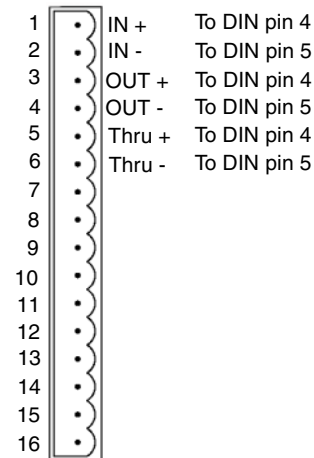 1 IN + To DIN pin 4
2 IN - To DIN pin 5
3 OUT + To DIN pin 4
4 OUT - To DIN pin 5
5 Thru + To DIN pin 4
6 Thru - To DIN pin 5
7
8
9
10
11
12
13
14
15
16